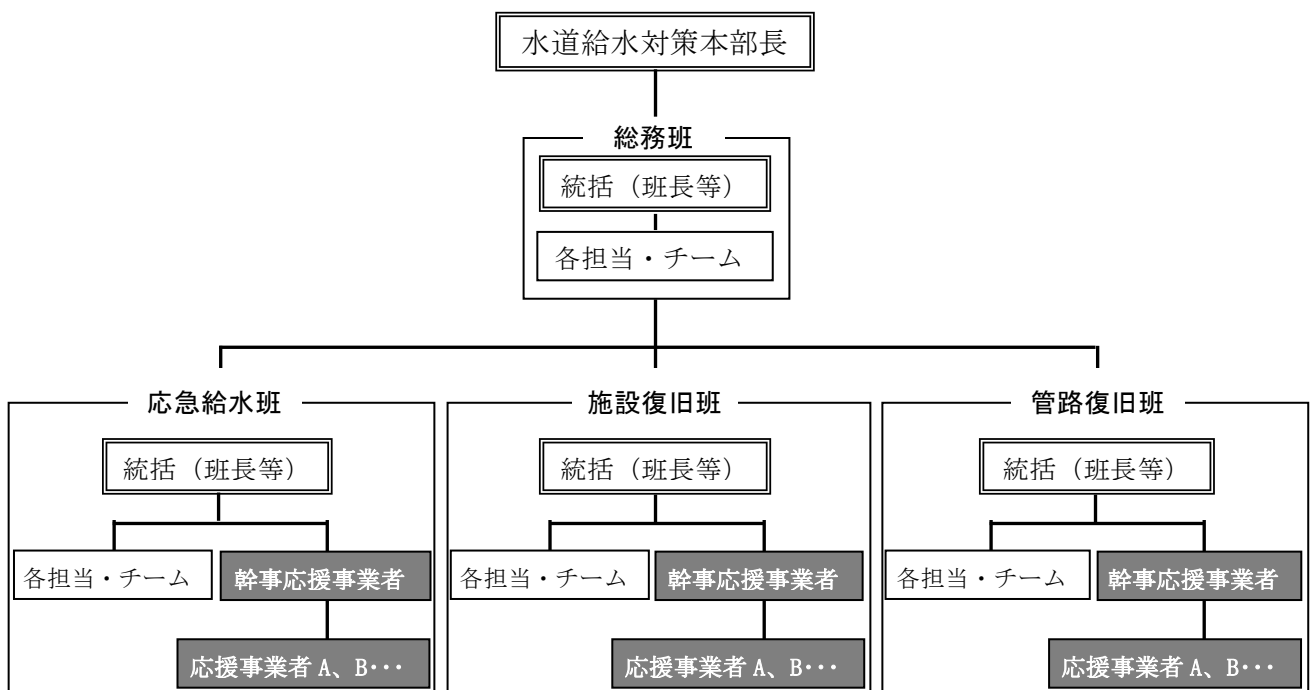 水道給水対策本部長
総務班
統括（班長等）
各担当・チーム
応急給水班
施設復旧班
管路復旧班
統括（班長等）
統括（班長等）
統括（班長等）
各担当・チーム
幹事応援事業者
各担当・チーム
幹事応援事業者
各担当・チーム
幹事応援事業者
応援事業者 A、B･･･
応援事業者 A、B･･･
応援事業者 A、B･･･